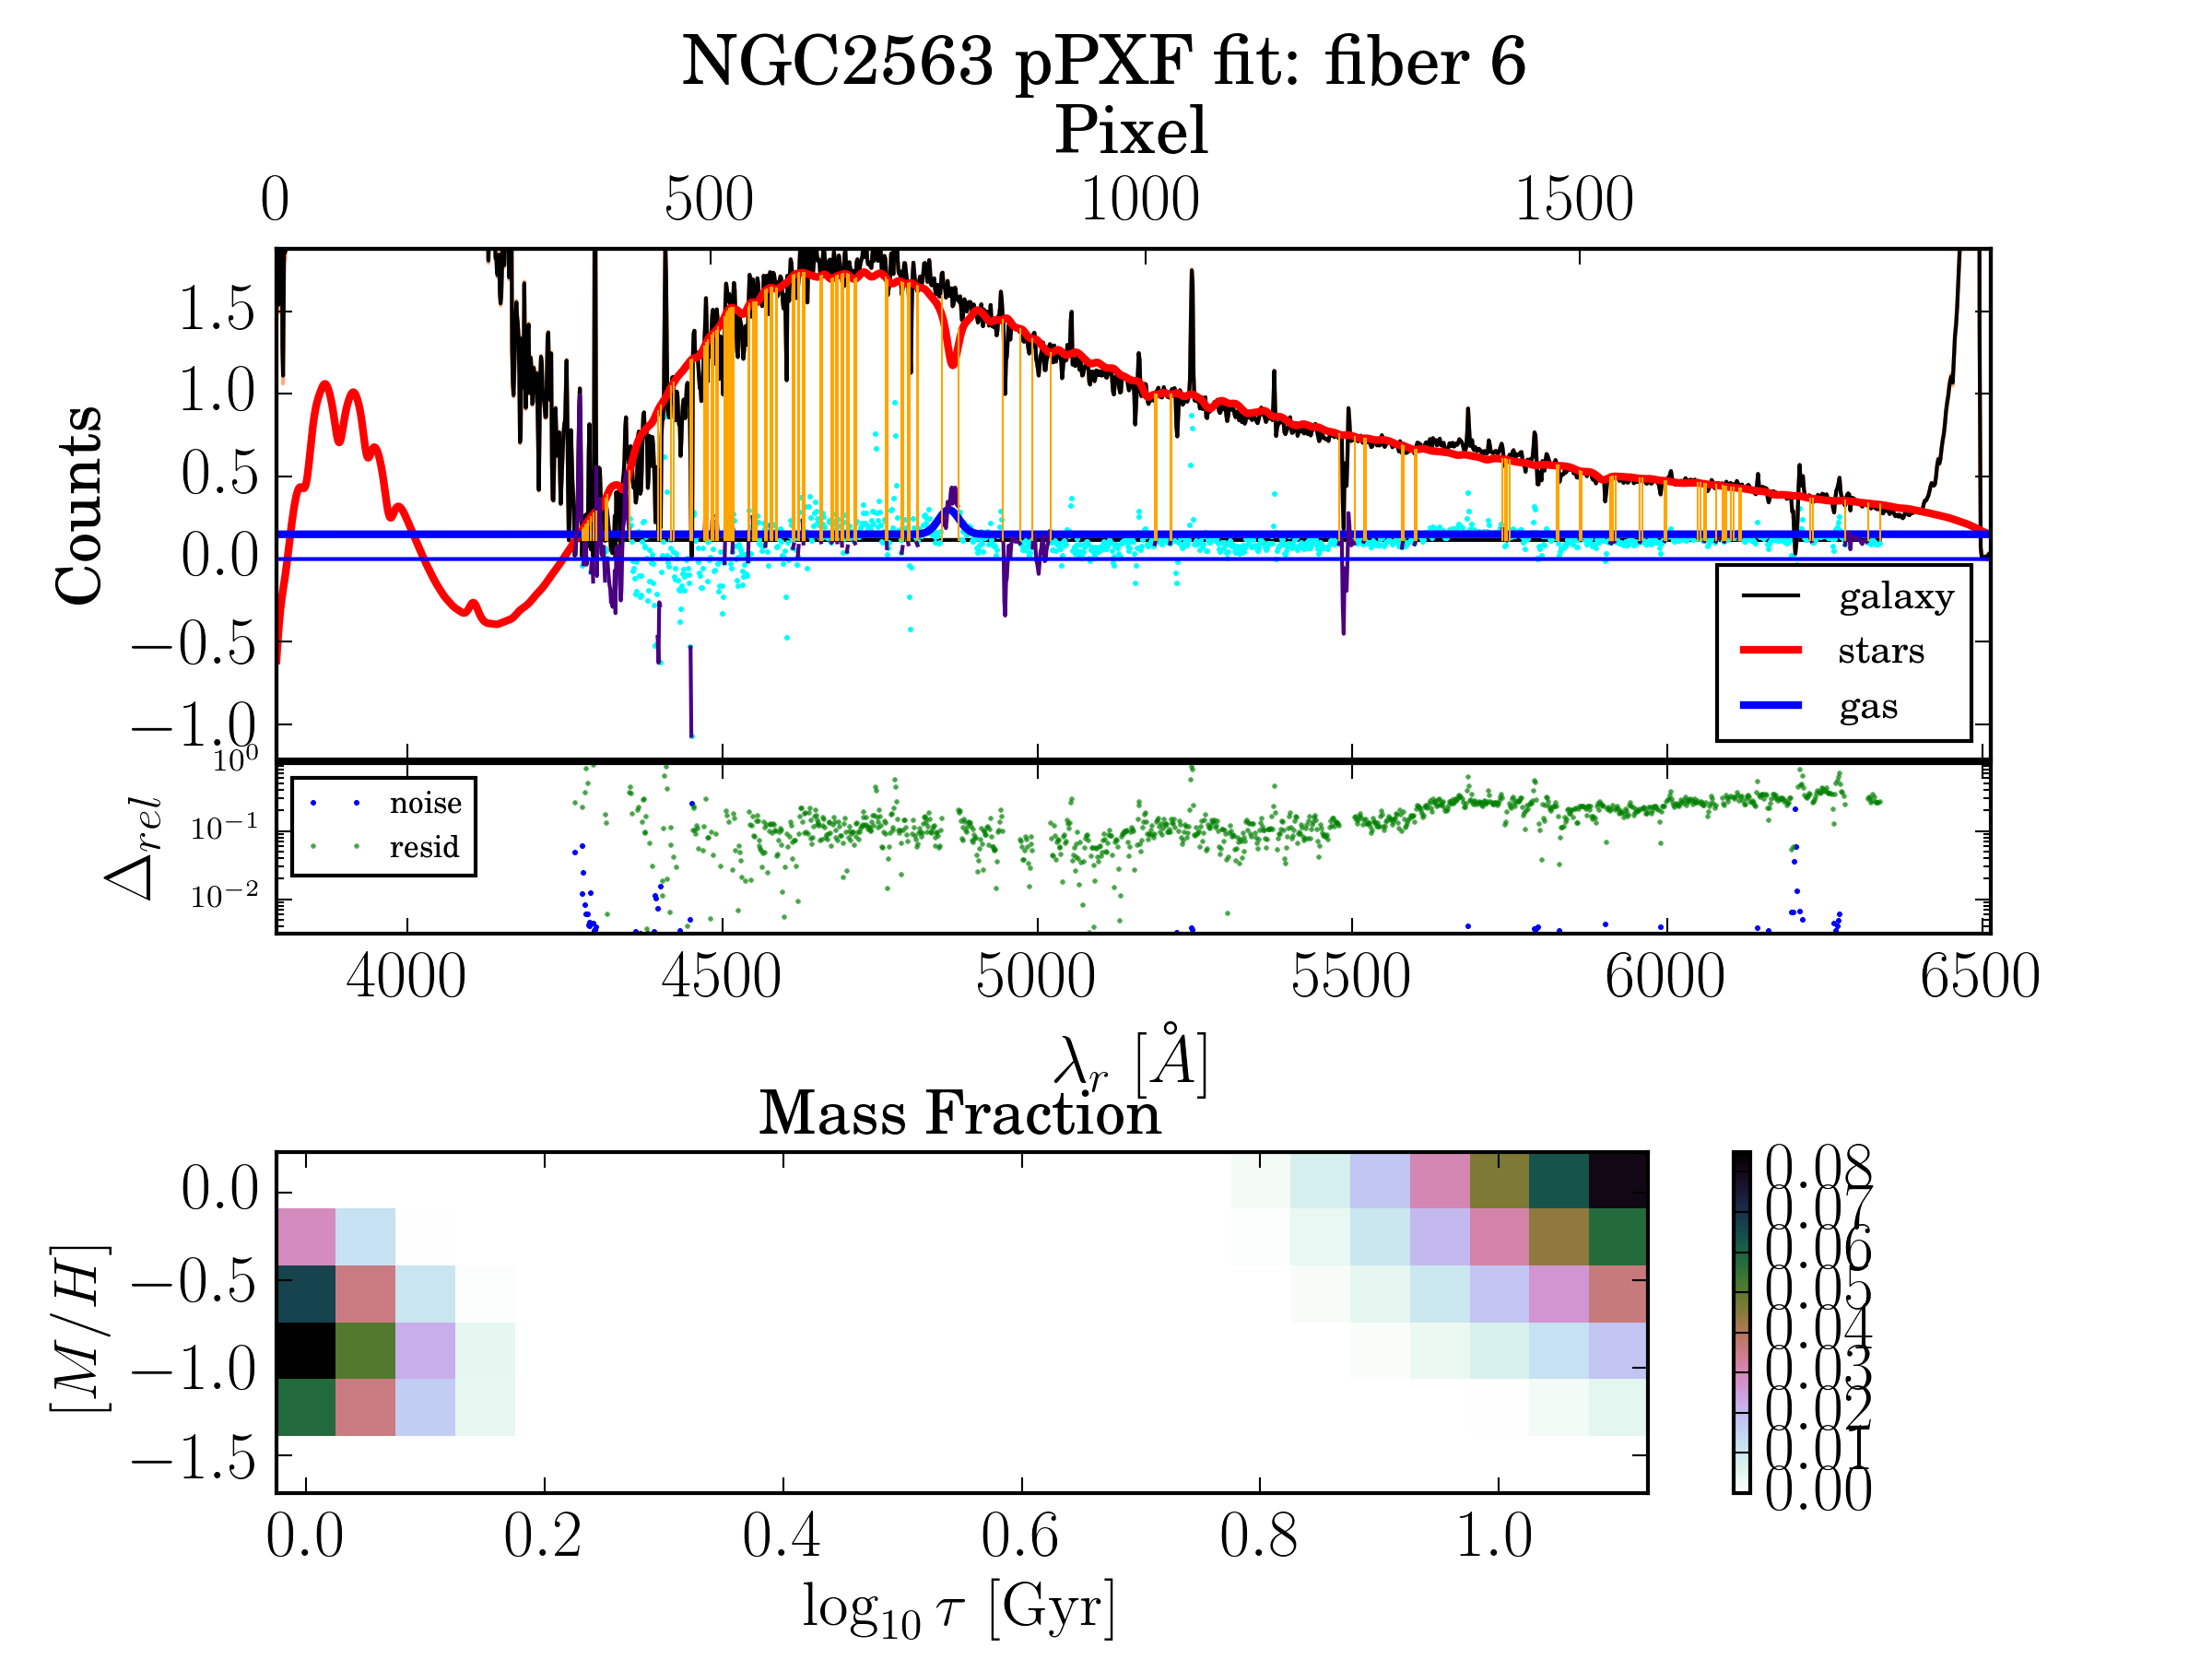 NGC2563 pPXF fit: fiber 6
Pixel
0 500 1000 1500
Counts
1.5
1.0
0.5
0.0
−0.5
−1.0
galaxy
stars
gas
Δrel
10⁰
10⁻¹
10⁻²
noise
resid
4000 4500 5000 5500 6000 6500
λr [Å]
Mass Fraction
[M/H]
0.0
−0.5
−1.0
−1.5
0.0 0.2 0.4 0.6 0.8 1.0
log₁₀ τ [Gyr]
0.08
0.07
0.06
0.05
0.04
0.03
0.02
0.01
0.00